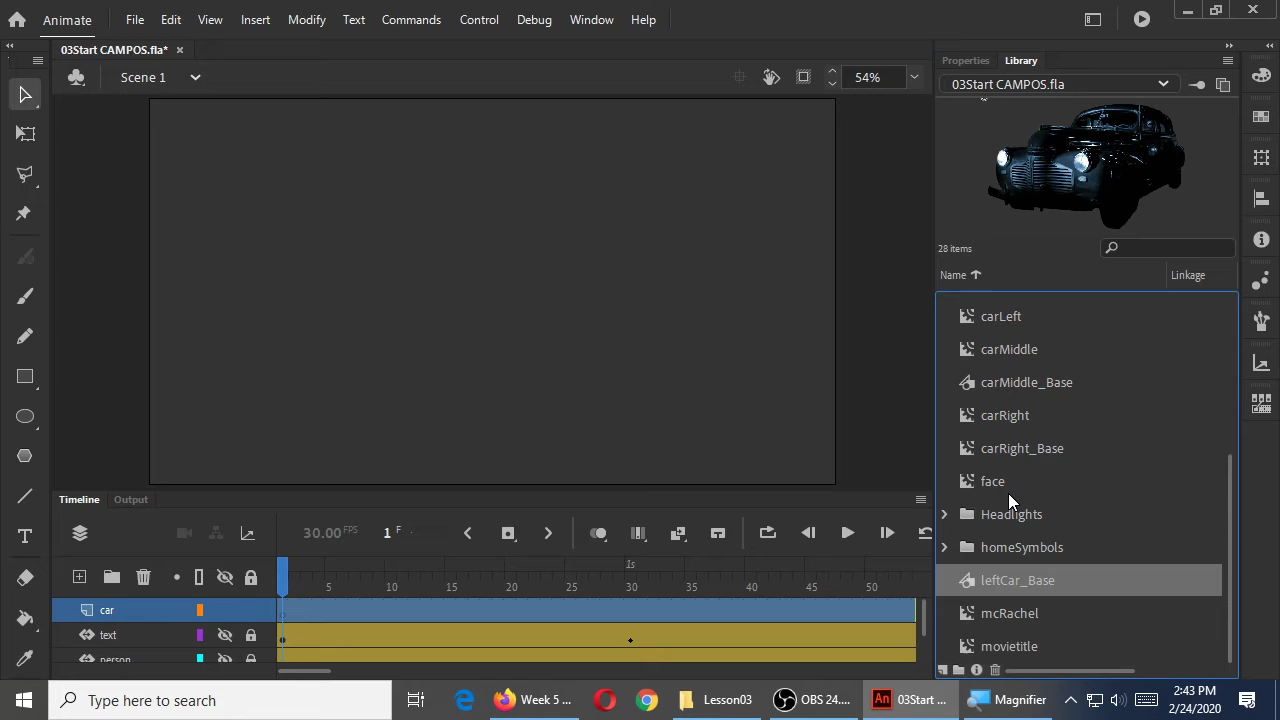 Animate File Edit View Insert Modify Text Commands Control Debug Window Help
03Start CAMPOS.fla* ×
Scene 1 54%
Properties Library
03Start CAMPOS.fla
28 items
Name Linkage
carLeft
carMiddle
carMiddle_Base
carRight
carRight_Base
face
Headlights
homeSymbols
leftCar_Base
mcRachel
movietitle
Timeline Output
30.00 FPS 1 F
1s
5 10 15 20 25 30 35 40 45 50
car
text
person
Type here to search
Week 5 ...
Lesson03
OBS 24....
An 03Start ...
Magnifier
2:43 PM
2/24/2020